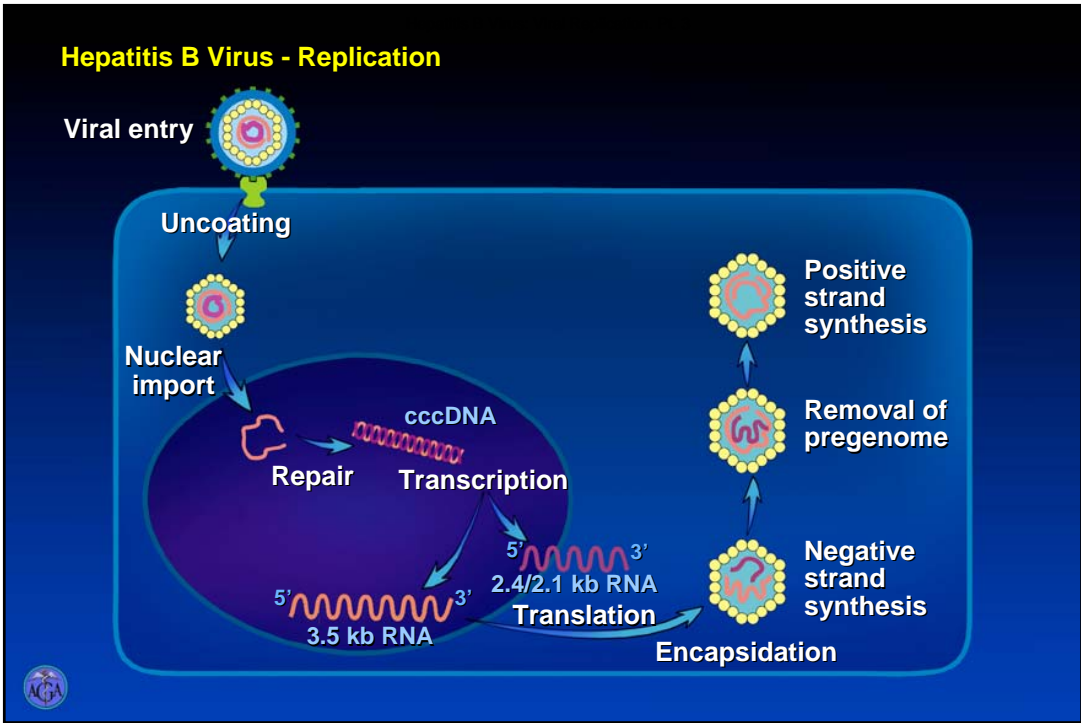 Hepatitis B Virus - Replication
Viral entry
Uncoating
Nuclear
import
cccDNA
Repair
Transcription
5’ 3’
2.4/2.1 kb RNA
5’ 3’
3.5 kb RNA
Translation
Encapsidation
Negative
strand
synthesis
Removal of
pregenome
Positive
strand
synthesis
AGA